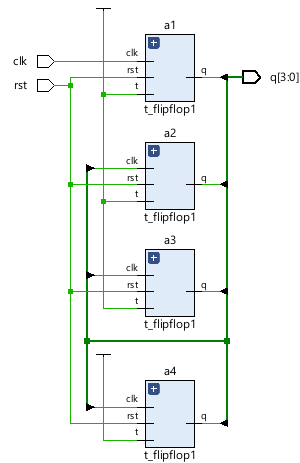 a1
clk
clk
rst
q
q[3:0]
rst
t
t_flipflop1
a2
clk
rst
q
t
t_flipflop1
a3
clk
rst
q
t
t_flipflop1
a4
clk
rst
q
t
t_flipflop1